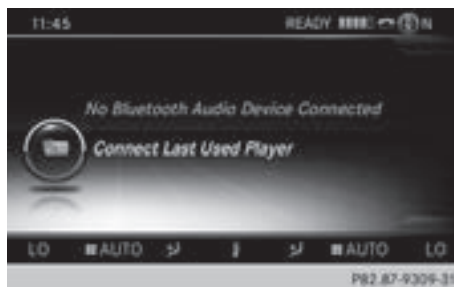 11:45 READY N
No Bluetooth Audio Device Connected
Connect Last Used Player
LO AUTO AUTO LO
P82.87-9309-31